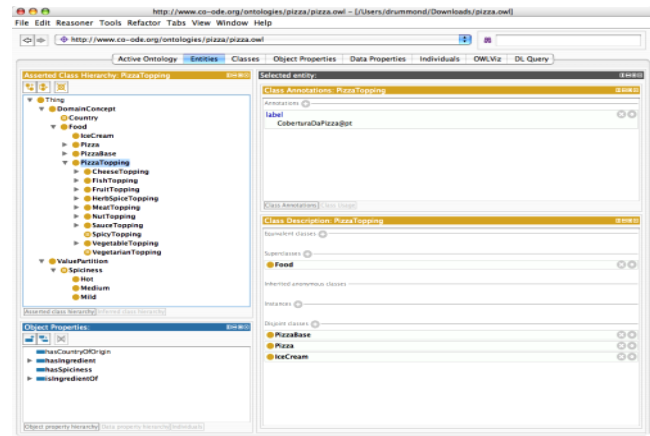 http://www.co-ode.org/ontologies/pizza/pizza.owl – [/Users/drummond/Downloads/pizza.owl]
File Edit Reasoner Tools Refactor Tabs View Window Help
http://www.co-ode.org/ontologies/pizza/pizza.owl
Active Ontology Entities Classes Object Properties Data Properties Individuals OWLViz DL Query
Asserted Class Hierarchy: PizzaTopping
Thing
DomainConcept
Country
Food
IceCream
Pizza
PizzaBase
PizzaTopping
CheeseTopping
FishTopping
FruitTopping
HerbSpiceTopping
MeatTopping
NutTopping
SauceTopping
SpicyTopping
VegetableTopping
VegetarianTopping
ValuePartition
Spiciness
Hot
Medium
Mild
Asserted class hierarchy Inferred class hierarchy
Object Properties:
hasCountryOfOrigin
hasIngredient
hasSpiciness
isIngredientOf
Object property hierarchy Data property hierarchy Individuals
Selected entity:
Class Annotations: PizzaTopping
Annotations
label
CoberturaDaPizza@pt
Class Annotations Class Usage
Class Description: PizzaTopping
Equivalent classes
Superclasses
Food
Inherited anonymous classes
Instances
Disjoint classes
PizzaBase
Pizza
IceCream